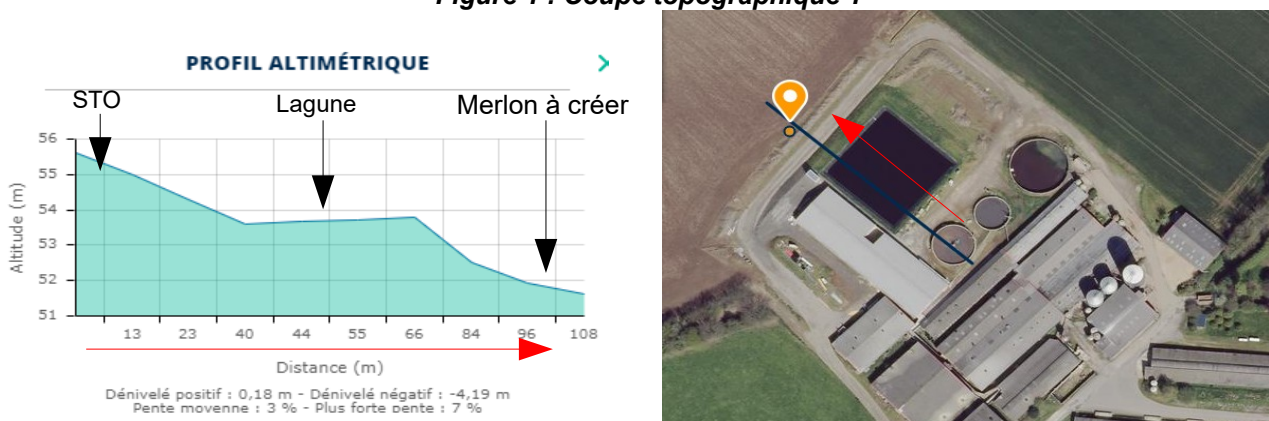 Figure 1 : Coupe topographique 1
PROFIL ALTIMÉTRIQUE
STO
Lagune
Merlon à créer
56
55
54
53
52
51
Altitude (m)
13 23 40 44 55 66 84 96 108
Distance (m)
Dénivelé positif : 0,18 m - Dénivelé négatif : -4,19 m
Pente moyenne : 3 % - Plus forte pente : 7 %